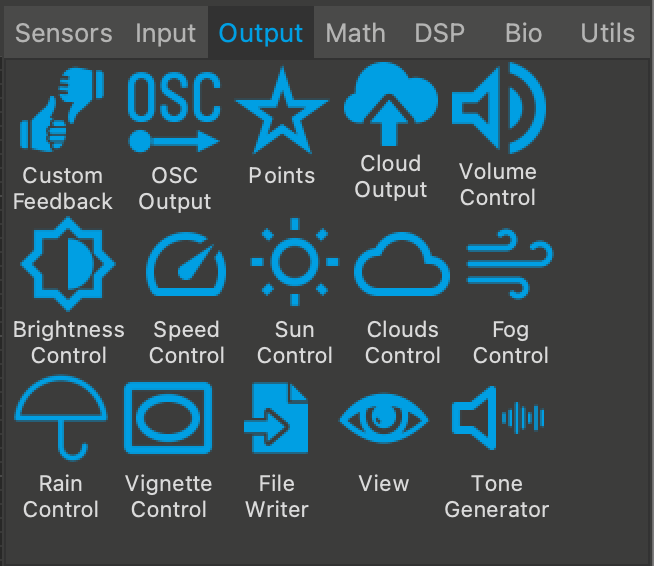 Sensors Input Output Math DSP Bio Utils
OSC
Custom Feedback
OSC Output
Points
Cloud Output
Volume Control
Brightness Control
Speed Control
Sun Control
Clouds Control
Fog Control
Rain Control
Vignette Control
File Writer
View
Tone Generator